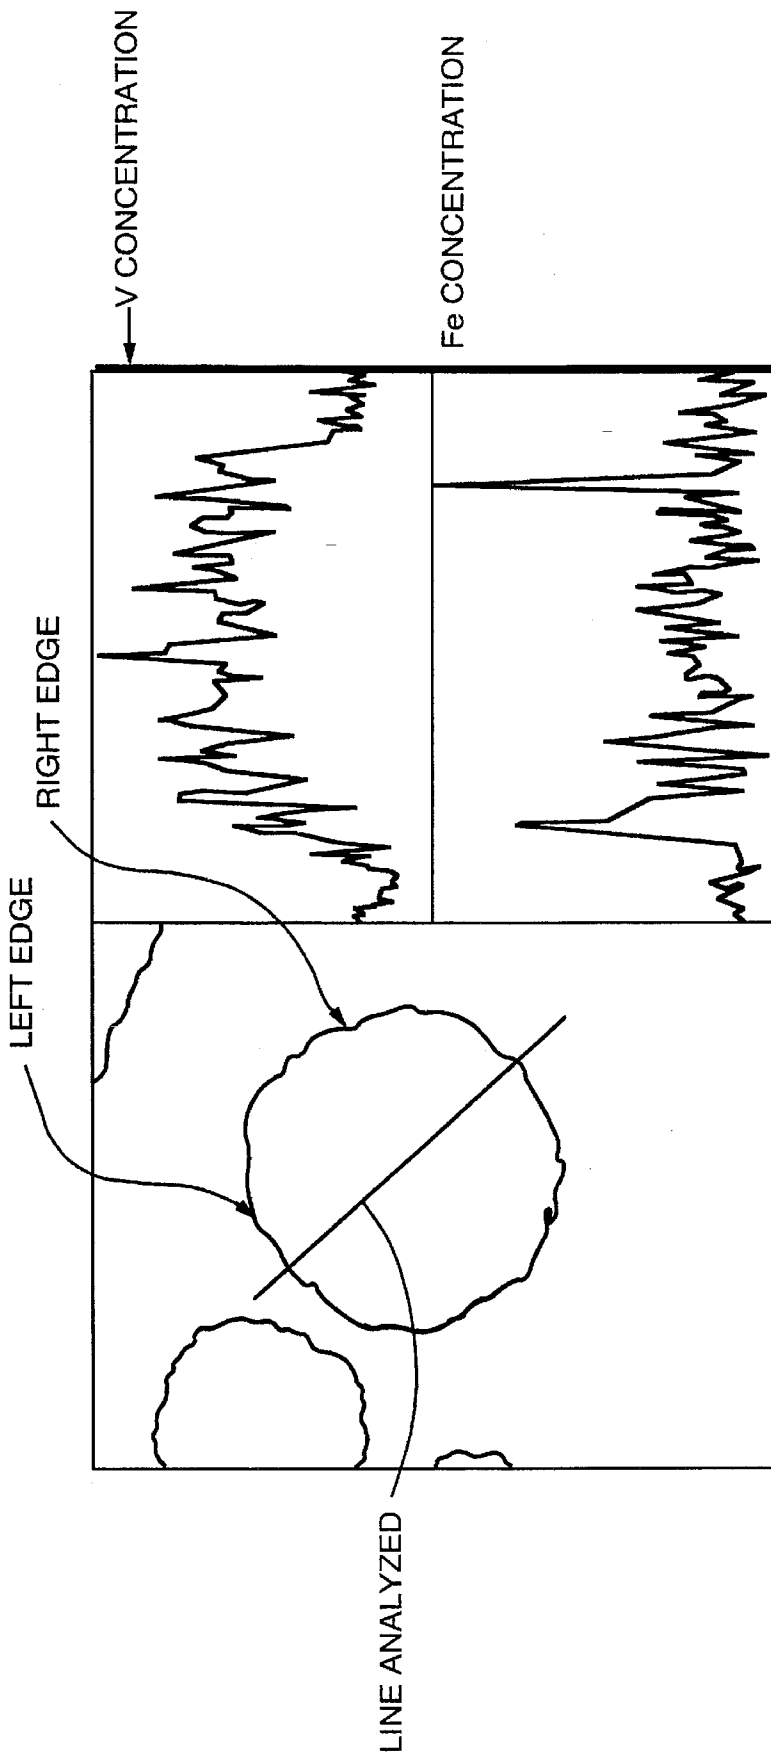 LEFT EDGE
RIGHT EDGE
V CONCENTRATION
Fe CONCENTRATION
LINE ANALYZED